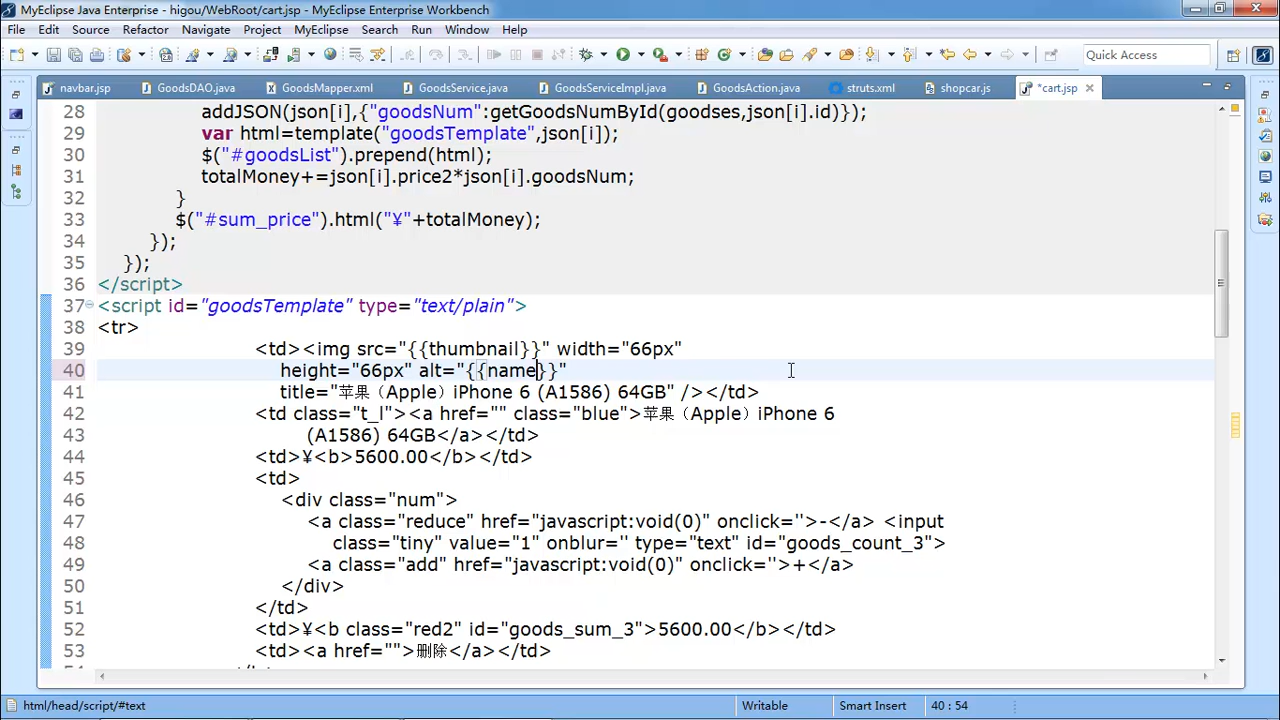 MyEclipse Java Enterprise - higou/WebRoot/cart.jsp - MyEclipse Enterprise Workbench
File Edit Source Refactor Navigate Project MyEclipse Search Run Window Help
Quick Access
navbar.jsp GoodsDAO.java GoodsMapper.xml GoodsService.java GoodsServiceImpl.java GoodsAction.java struts.xml shopcar.js *cart.jsp
28 addJSON(json[i],{"goodsNum":getGoodsNumById(goodses,json[i].id)});
29 var html=template("goodsTemplate",json[i]);
30 $("#goodsList").prepend(html);
31 totalMoney+=json[i].price2*json[i].goodsNum;
32 }
33 $("#sum_price").html("¥"+totalMoney);
34 });
35 });
36 </script>
37 <script id="goodsTemplate" type="text/plain">
38 <tr>
39 <td><img src="{{thumbnail}}" width="66px"
40 height="66px" alt="{{name}}"
41 title="苹果（Apple）iPhone 6 (A1586) 64GB" /></td>
42 <td class="t_l"><a href="" class="blue">苹果（Apple）iPhone 6
43 (A1586) 64GB</a></td>
44 <td>¥<b>5600.00</b></td>
45 <td>
46 <div class="num">
47 <a class="reduce" href="javascript:void(0)" onclick=''>-</a> <input
48 class="tiny" value="1" onblur='' type="text" id="goods_count_3">
49 <a class="add" href="javascript:void(0)" onclick=''>+</a>
50 </div>
51 </td>
52 <td>¥<b class="red2" id="goods_sum_3">5600.00</b></td>
53 <td><a href="">删除</a></td>
html/head/script/#text Writable Smart Insert 40 : 54